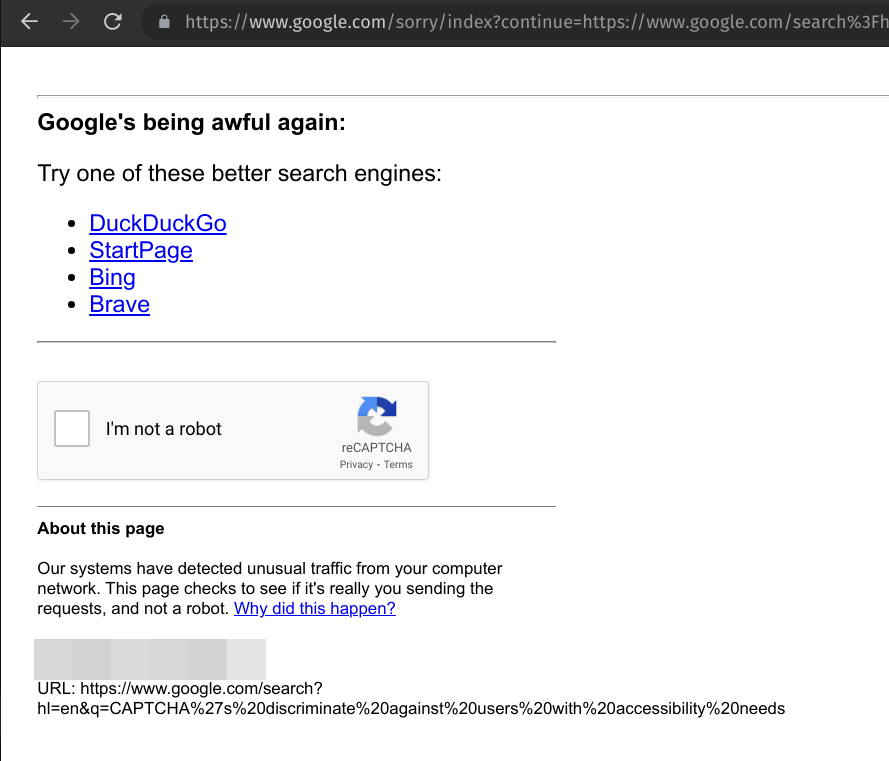 https://www.google.com/sorry/index?continue=https://www.google.com/search%3Fh
Google's being awful again:
Try one of these better search engines:
DuckDuckGo
StartPage
Bing
Brave
I'm not a robot
reCAPTCHA
Privacy - Terms
About this page
Our systems have detected unusual traffic from your computer
network. This page checks to see if it's really you sending the
requests, and not a robot. Why did this happen?
URL: https://www.google.com/search?
hl=en&q=CAPTCHA%27s%20discriminate%20against%20users%20with%20accessibility%20needs